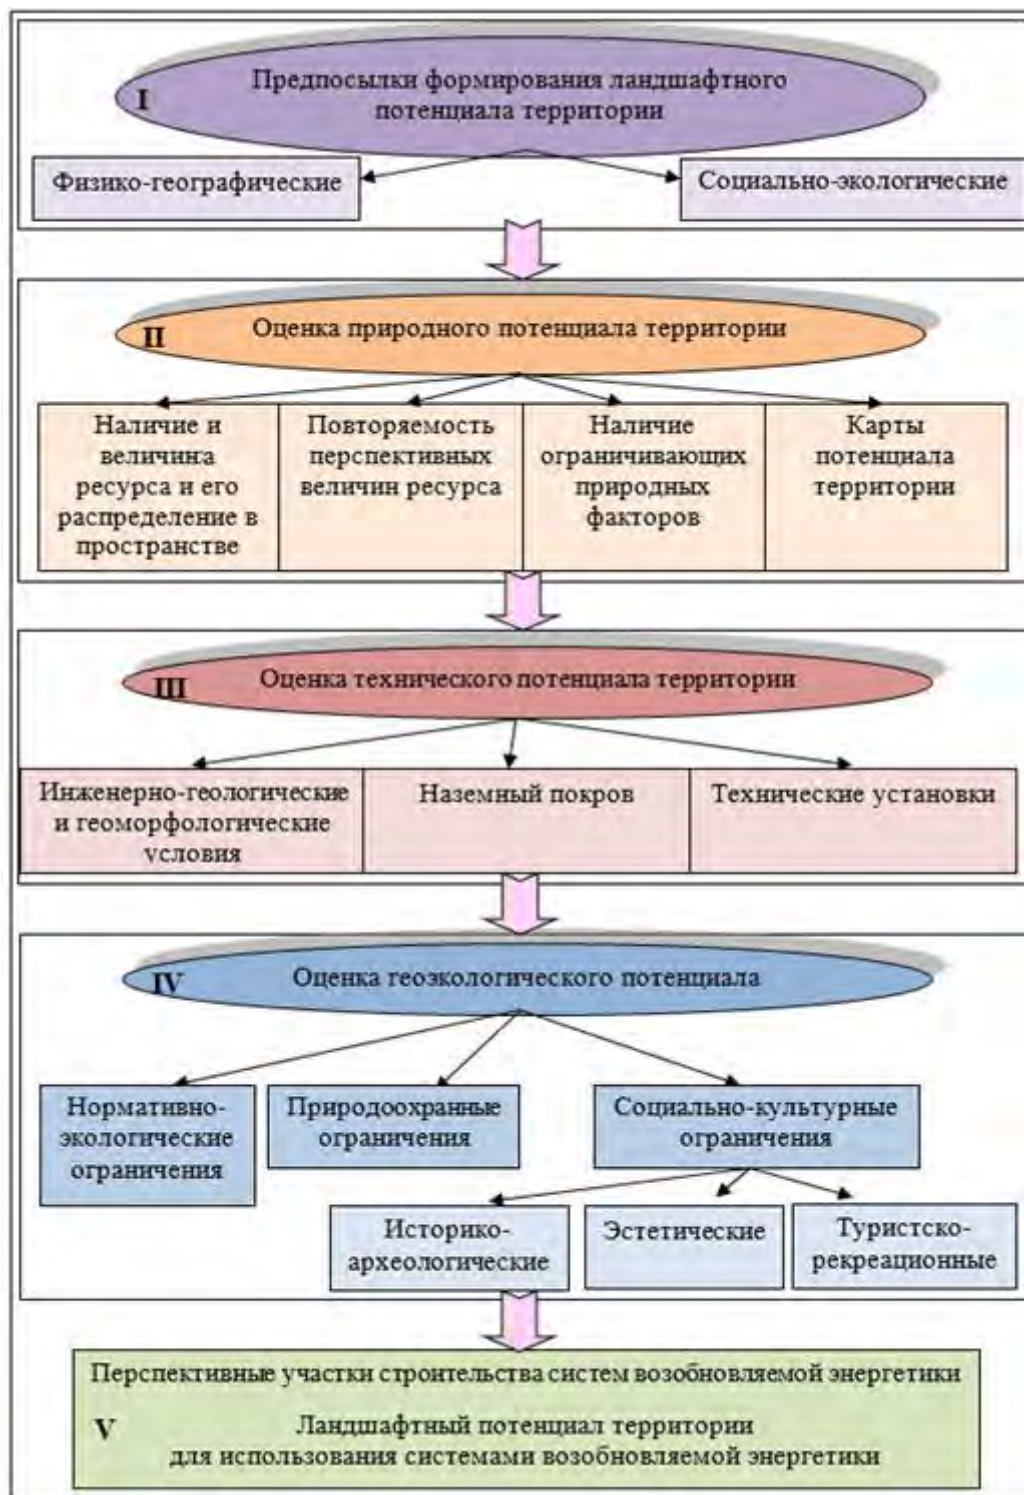 Предпосылки формирования ландшафтного
I
потенциала территории
Физико-географические
Социально-экологические
Оценка природного потенциала территории
II
Наличие и
величина
ресурса и его
распределение в
пространстве
Повторяемость
перспективных
величин ресурса
Наличие
ограничивающих
природных
факторов
Карты
потенциала
территории
Оценка технического потенциала территории
III
Инженерно-геологические
и геоморфологические
условия
Наземный покров
Технические установки
Оценка геоэкологического потенциала
IV
Нормативно-
экологические
ограничения
Природоохранные
ограничения
Социально-культурные
ограничения
Историко-
археологические
Эстетические
Туристско-
рекреационные
Перспективные участки строительства систем возобновляемой энергетики
V
Ландшафтный потенциал территории
для использования системами возобновляемой энергетики